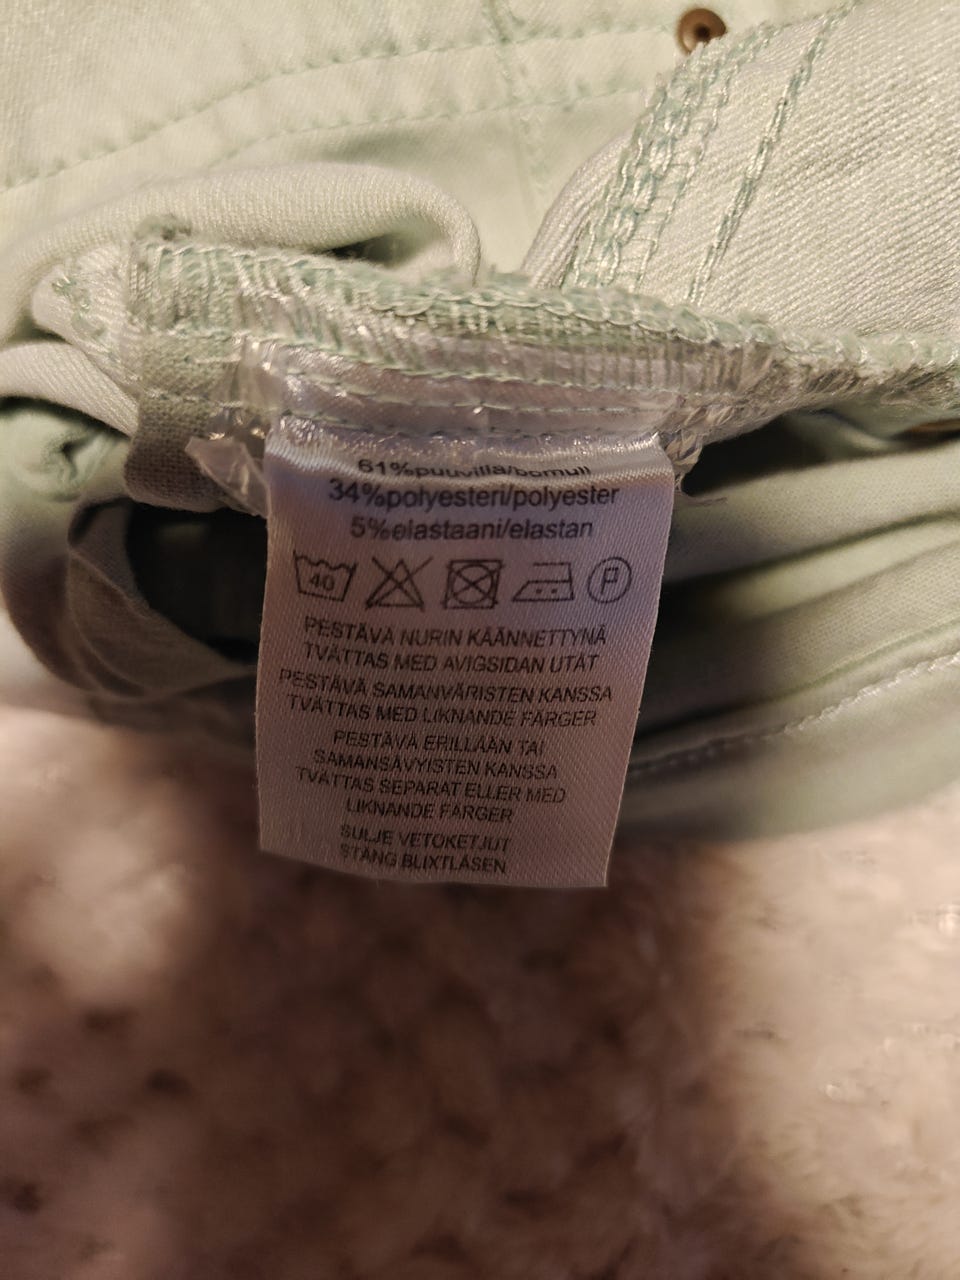 61%puuvilla/bomull
34%polyesteri/polyester
5%elastaani/elastan
40 P
PESTÄVÄ NURIN KÄÄNNETTYNÄ
TVÄTTAS MED AVIGSIDAN UTÅT
PESTÄVÄ SAMANVÄRISTEN KANSSA
TVÄTTAS MED LIKNANDE FÄRGER
PESTÄVÄ ERILLÄÄN TAI
SAMANSÄVYISTEN KANSSA
TVÄTTAS SEPARAT ELLER MED
LIKNANDE FÄRGER
SULJE VETOKETJUT
STÄNG BLIXTLÅSEN